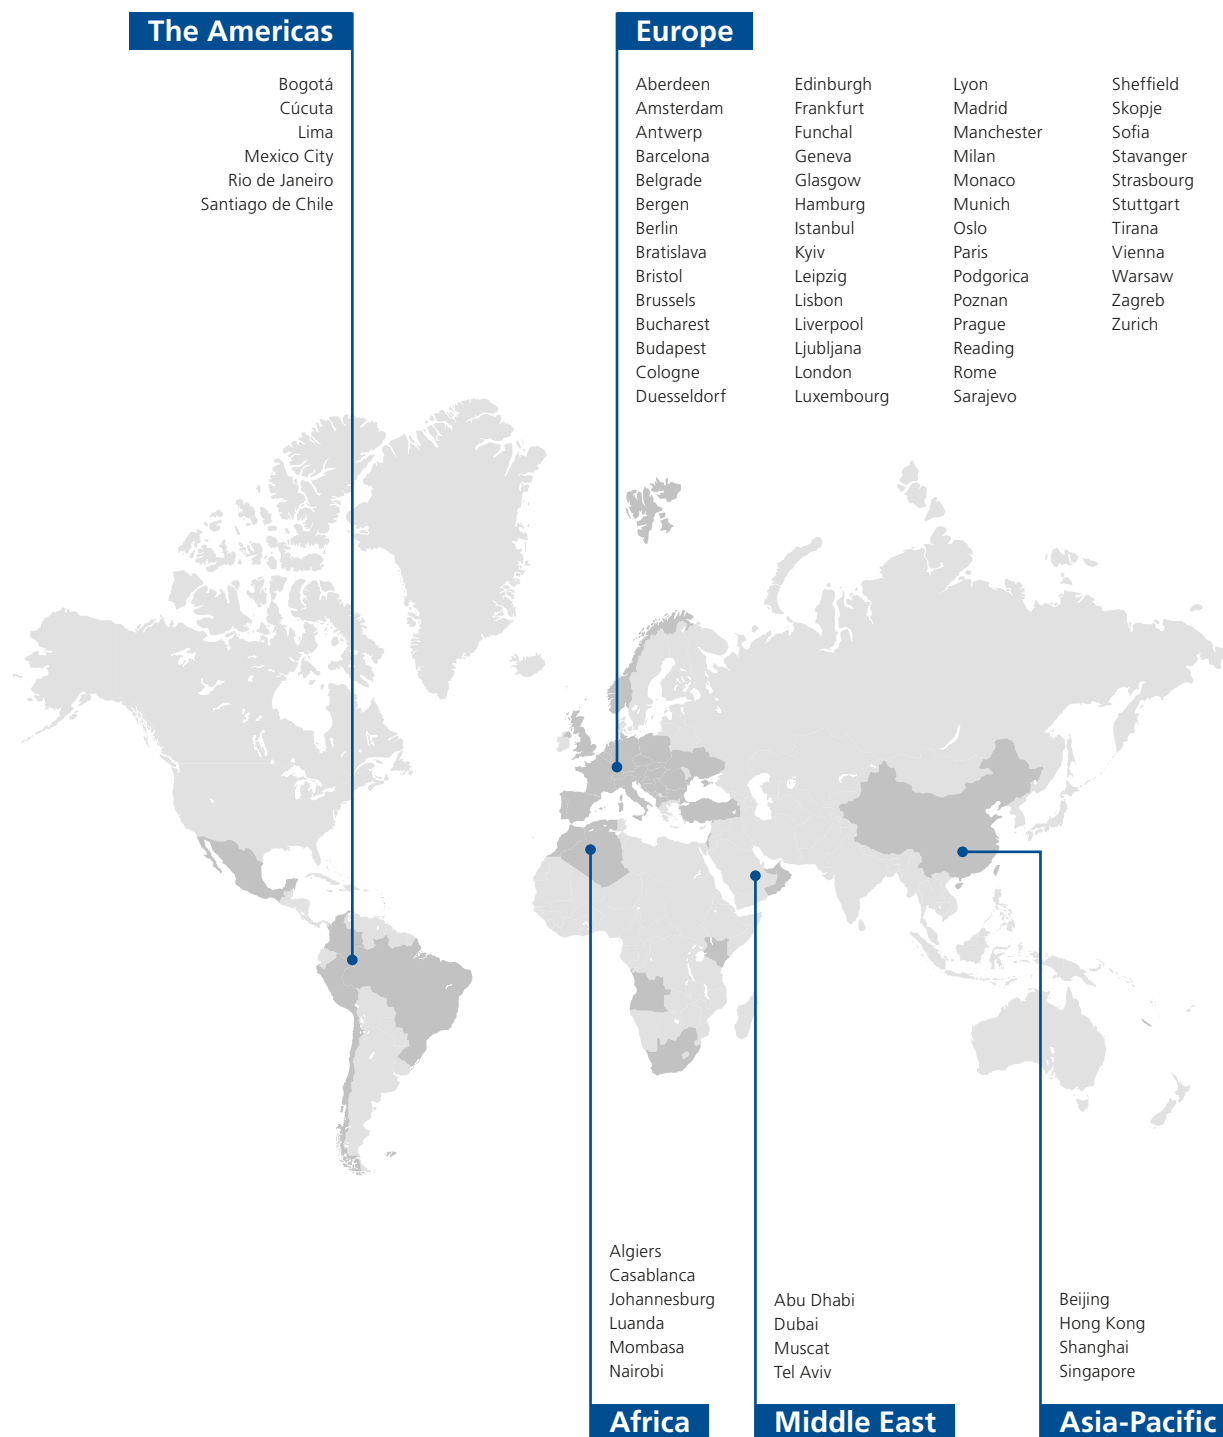 The Americas
Bogotá
Cúcuta
Lima
Mexico City
Rio de Janeiro
Santiago de Chile
Europe
Aberdeen
Amsterdam
Antwerp
Barcelona
Belgrade
Bergen
Berlin
Bratislava
Bristol
Brussels
Bucharest
Budapest
Cologne
Duesseldorf
Edinburgh
Frankfurt
Funchal
Geneva
Glasgow
Hamburg
Istanbul
Kyiv
Leipzig
Lisbon
Liverpool
Ljubljana
London
Luxembourg
Lyon
Madrid
Manchester
Milan
Monaco
Munich
Oslo
Paris
Podgorica
Poznan
Prague
Reading
Rome
Sarajevo
Sheffield
Skopje
Sofia
Stavanger
Strasbourg
Stuttgart
Tirana
Vienna
Warsaw
Zagreb
Zurich
Algiers
Casablanca
Johannesburg
Luanda
Mombasa
Nairobi
Africa
Abu Dhabi
Dubai
Muscat
Tel Aviv
Middle East
Beijing
Hong Kong
Shanghai
Singapore
Asia-Pacific